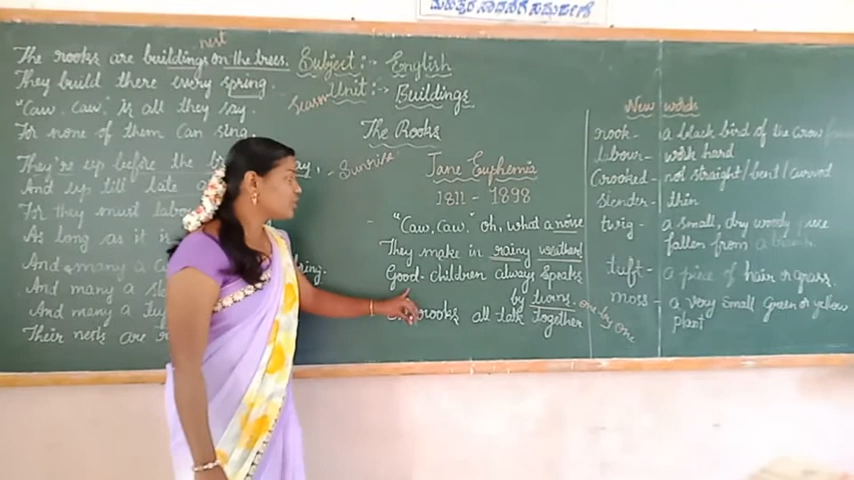 ಮಹತ್ವದ
nest
The rooks are buildings on the trees.
They build there every spring.
"Caw, caw," is all they say.
For none of them Can sing.
They're up before the
And up till late
For they must labour
As long as it is
And many a
And many a
And many a
Their nests are
Sunrise
Subject :- English
Season
Unit :- Buildings
The Rooks
Jane Euphemia
1811 - 1898
"Caw, caw," oh, what a noise
They make in rainy weather!
Good- children always speaks
by turns - one by one
rooks all talk Together
New words
rook - a black bird of the crow
labour - work hard
Crooked - not straight/bent/curved
slender - thin
twig - a small, dry woody
fallen from a
tuft - a piece of hair or grass.
moss - a very small Green or yellow
plant